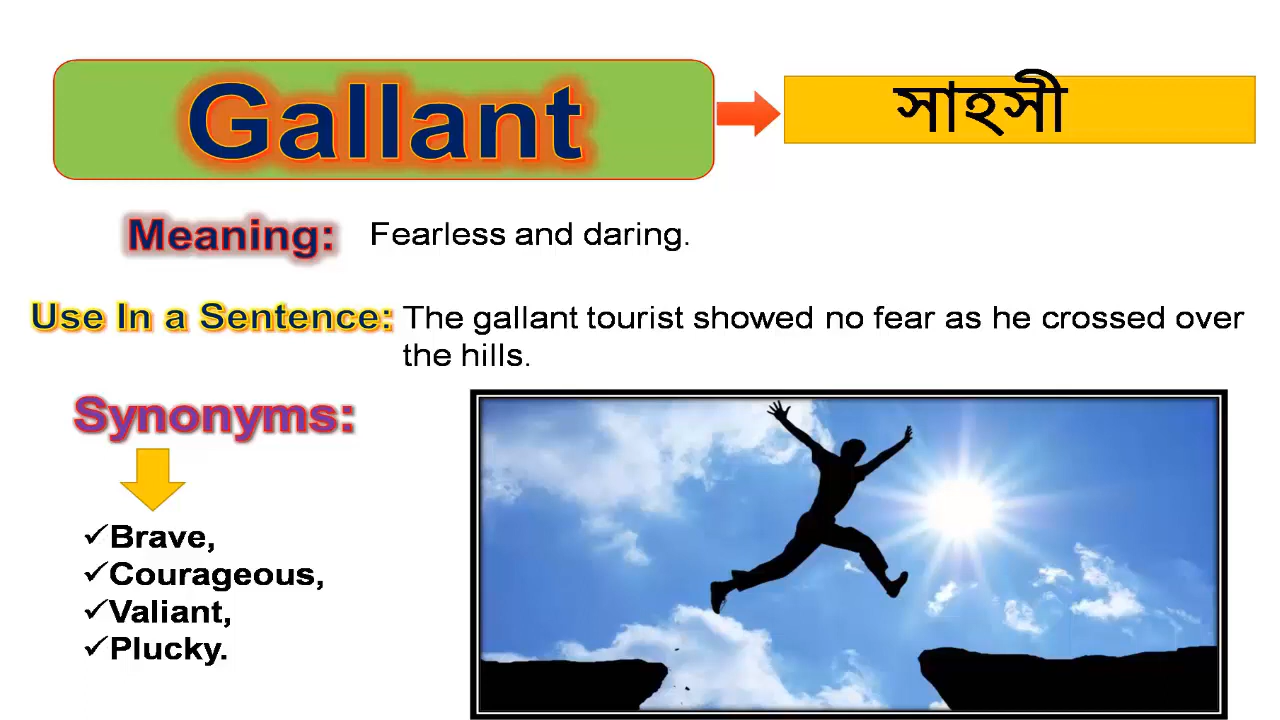 Gallant
সাহসী
Meaning: Fearless and daring.
Use In a Sentence: The gallant tourist showed no fear as he crossed over
the hills.
Synonyms:
✓Brave,
✓Courageous,
✓Valiant,
✓Plucky.